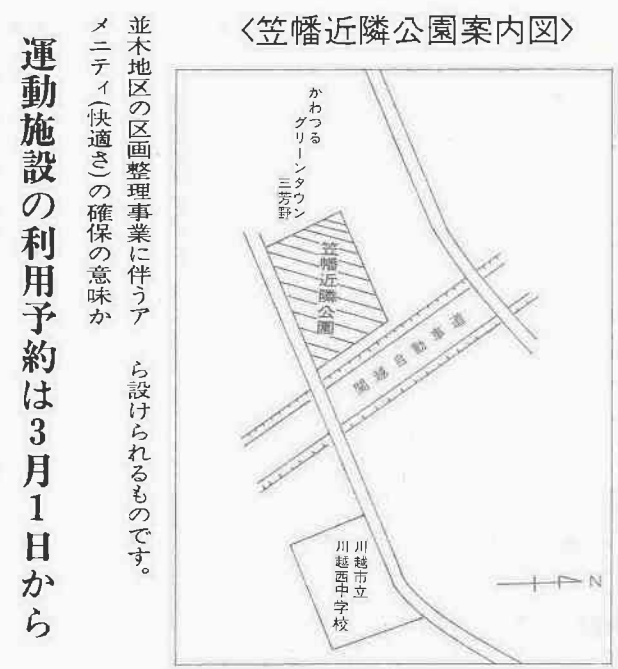 〈笠幡近隣公園案内図〉
かわつる
グリーンタウン
三芳野
笠幡近隣公園
関越自動車道
川越市立
川越西中学校
N
並木地区の区画整理事業に伴うア
メニティ(快適さ)の確保の意味か
ら設けられるものです。
運動施設の利用予約は3月1日から